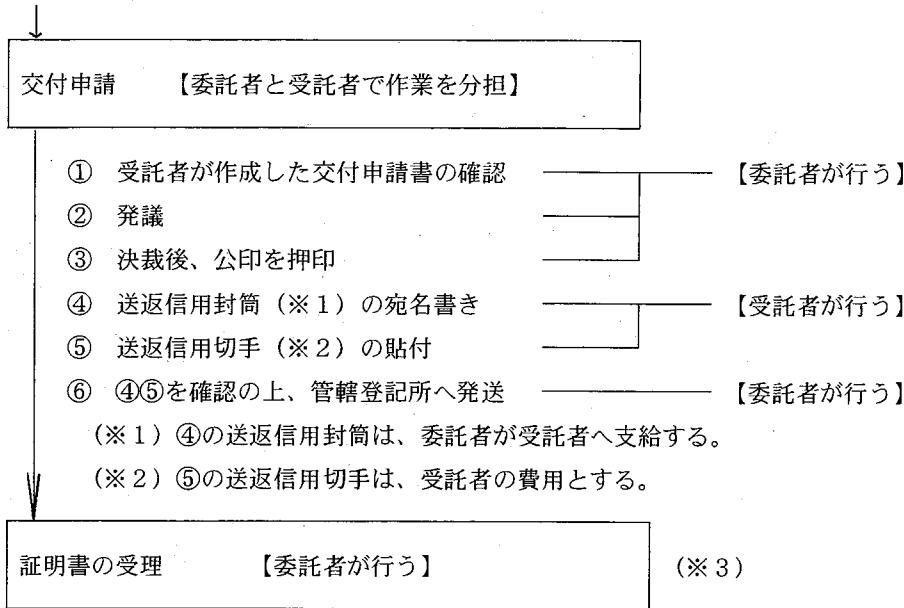 交付申請　【委託者と受託者で作業を分担】
①　受託者が作成した交付申請書の確認　【委託者が行う】
②　発議
③　決裁後、公印を押印
④　送返信用封筒（※１）の宛名書き　【受託者が行う】
⑤　送返信用切手（※２）の貼付
⑥　④⑤を確認の上、管轄登記所へ発送　【委託者が行う】
（※１）④の送返信用封筒は、委託者が受託者へ支給する。
（※２）⑤の送返信用切手は、受託者の費用とする。
証明書の受理　【委託者が行う】　（※３）